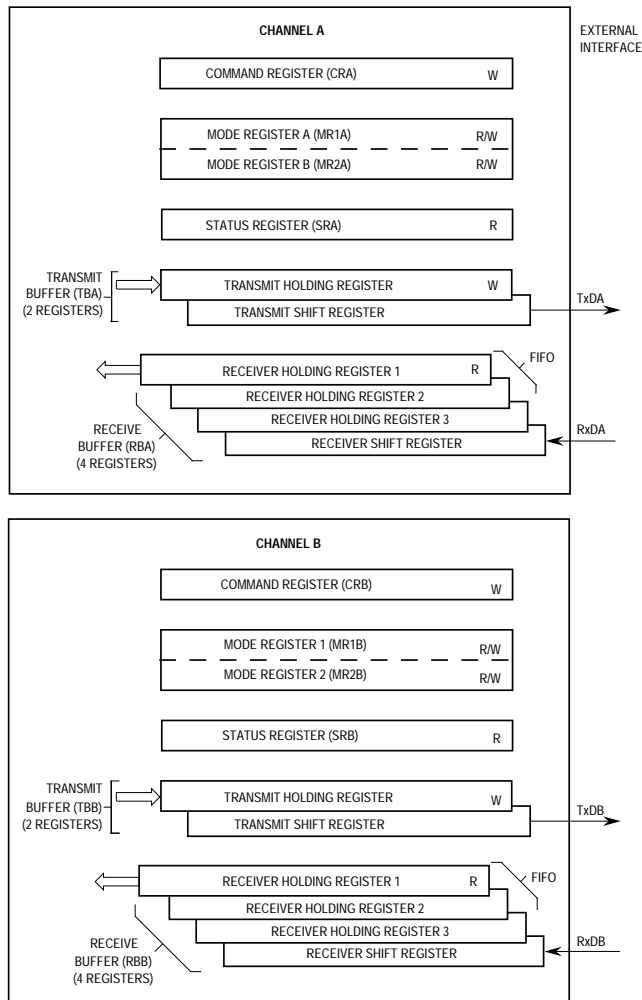 CHANNEL A
EXTERNAL
INTERFACE
COMMAND REGISTER (CRA) W
MODE REGISTER A (MR1A) R/W
MODE REGISTER B (MR2A) R/W
STATUS REGISTER (SRA) R
TRANSMIT
BUFFER (TBA)
(2 REGISTERS)
TRANSMIT HOLDING REGISTER W
TRANSMIT SHIFT REGISTER
TxDA
RECEIVER HOLDING REGISTER 1 R
FIFO
RECEIVER HOLDING REGISTER 2
RECEIVER HOLDING REGISTER 3
RECEIVER SHIFT REGISTER
RxDA
RECEIVE
BUFFER (RBA)
(4 REGISTERS)
CHANNEL B
COMMAND REGISTER (CRB) W
MODE REGISTER 1 (MR1B) R/W
MODE REGISTER 2 (MR2B) R/W
STATUS REGISTER (SRB) R
TRANSMIT
BUFFER (TBB)
(2 REGISTERS)
TRANSMIT HOLDING REGISTER W
TRANSMIT SHIFT REGISTER
TxDB
RECEIVER HOLDING REGISTER 1 R
FIFO
RECEIVER HOLDING REGISTER 2
RECEIVER HOLDING REGISTER 3
RECEIVER SHIFT REGISTER
RxDB
RECEIVE
BUFFER (RBB)
(4 REGISTERS)